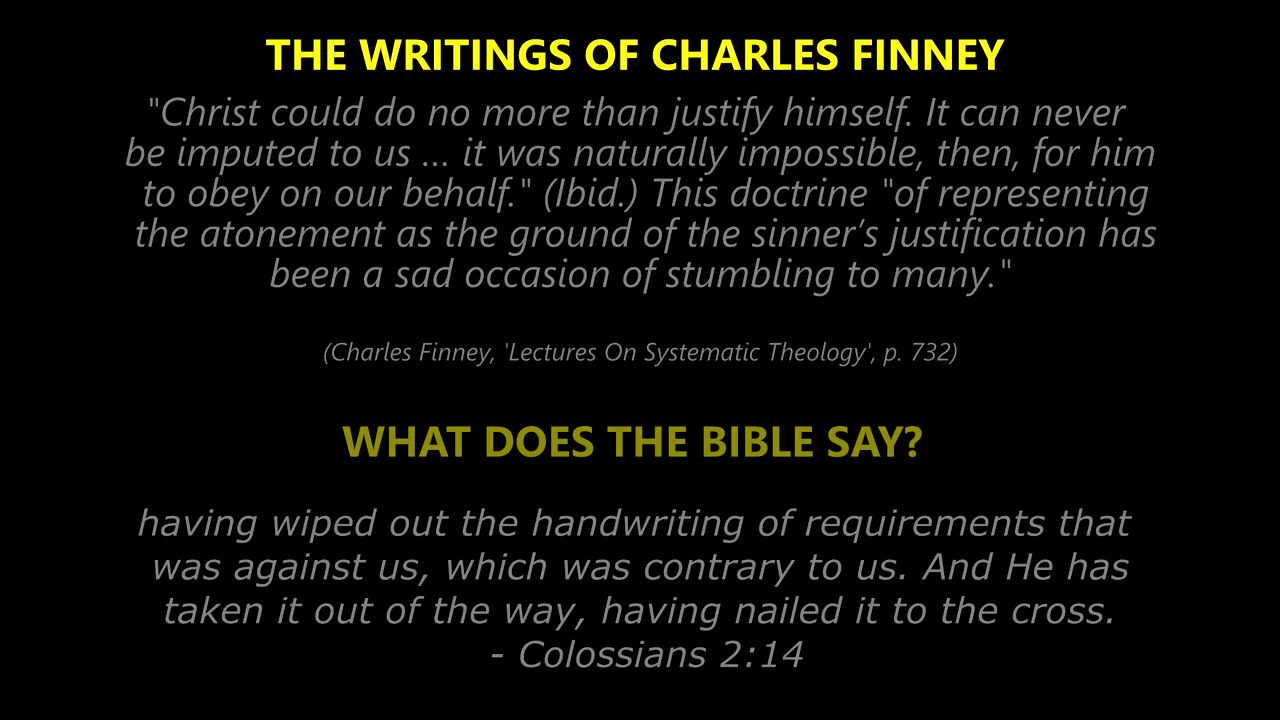 THE WRITINGS OF CHARLES FINNEY
"Christ could do no more than justify himself. It can never
be imputed to us ... it was naturally impossible, then, for him
to obey on our behalf." (Ibid.) This doctrine "of representing
the atonement as the ground of the sinner’s justification has
been a sad occasion of stumbling to many."
(Charles Finney, 'Lectures On Systematic Theology', p. 732)
WHAT DOES THE BIBLE SAY?
having wiped out the handwriting of requirements that
was against us, which was contrary to us. And He has
taken it out of the way, having nailed it to the cross.
- Colossians 2:14